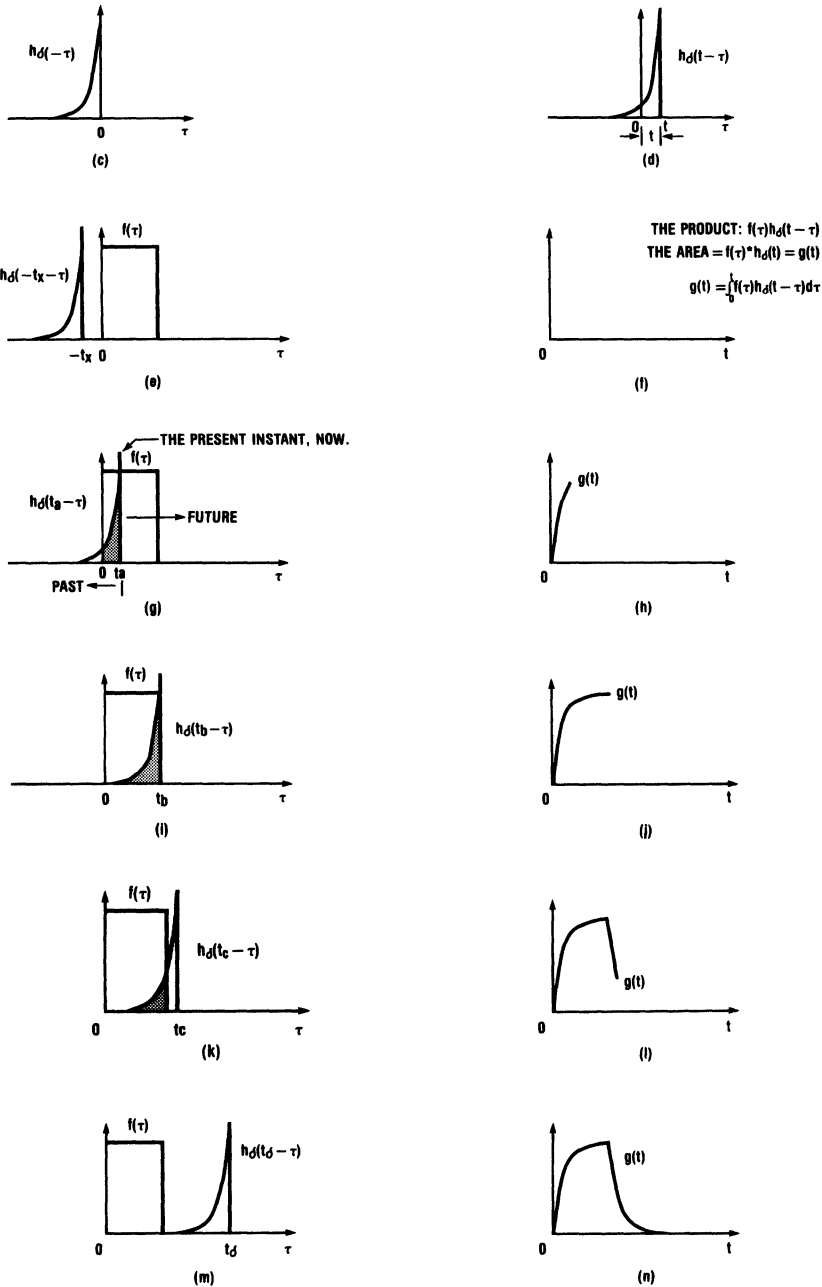 h𝛿(−τ)
0
τ
(c)
h𝛿(t−τ)
0
t
τ
t
(d)
f(τ)
h𝛿(−tx−τ)
−tx 0
τ
(e)
THE PRODUCT: f(τ)h𝛿(t−τ)
THE AREA = f(τ)*h𝛿(t) = g(t)
g(t) = ∫₀ᵗf(τ)h𝛿(t−τ)dτ
0
t
(f)
THE PRESENT INSTANT, NOW.
f(τ)
h𝛿(ta−τ)
FUTURE
0 ta
τ
PAST
(g)
g(t)
0
t
(h)
f(τ)
h𝛿(tb−τ)
0
tb
τ
(i)
g(t)
0
t
(j)
f(τ)
h𝛿(tc−τ)
0
tc
τ
(k)
g(t)
0
t
(l)
f(τ)
h𝛿(t𝛿−τ)
0
t𝛿
τ
(m)
g(t)
0
t
(n)